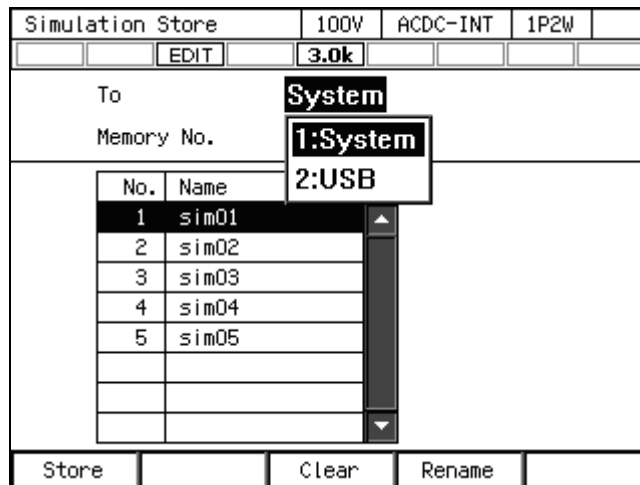 Simulation Store 100V ACDC-INT 1P2W
EDIT 3.0k
To System
Memory No. 1:System
2:USB
No. Name
1 sim01
2 sim02
3 sim03
4 sim04
5 sim05
Store Clear Rename